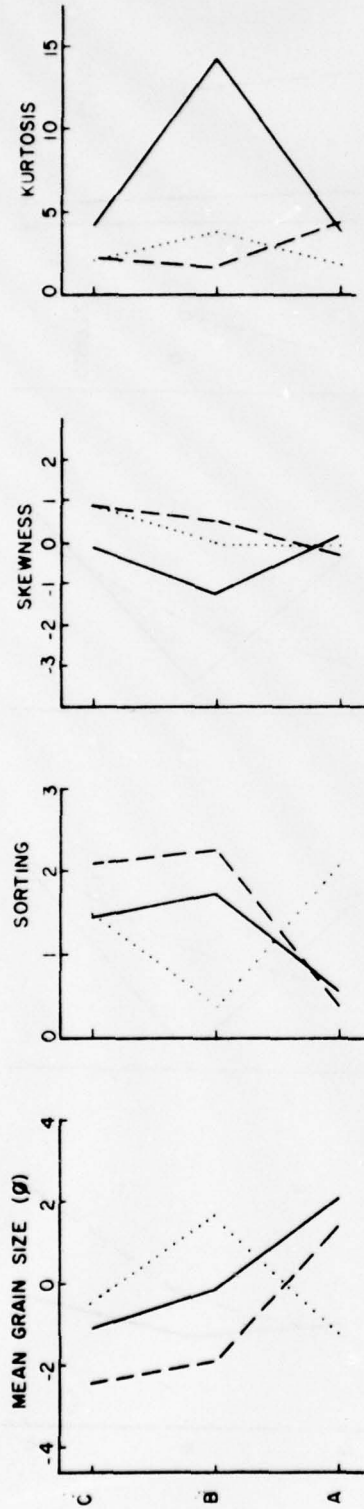 MEAN GRAIN SIZE (Ø)
-4 -2 0 2 4
SORTING
0 1 2 3
SKEWNESS
-3 -2 -1 0 1 2
KURTOSIS
0 5 10 15
C
B
A